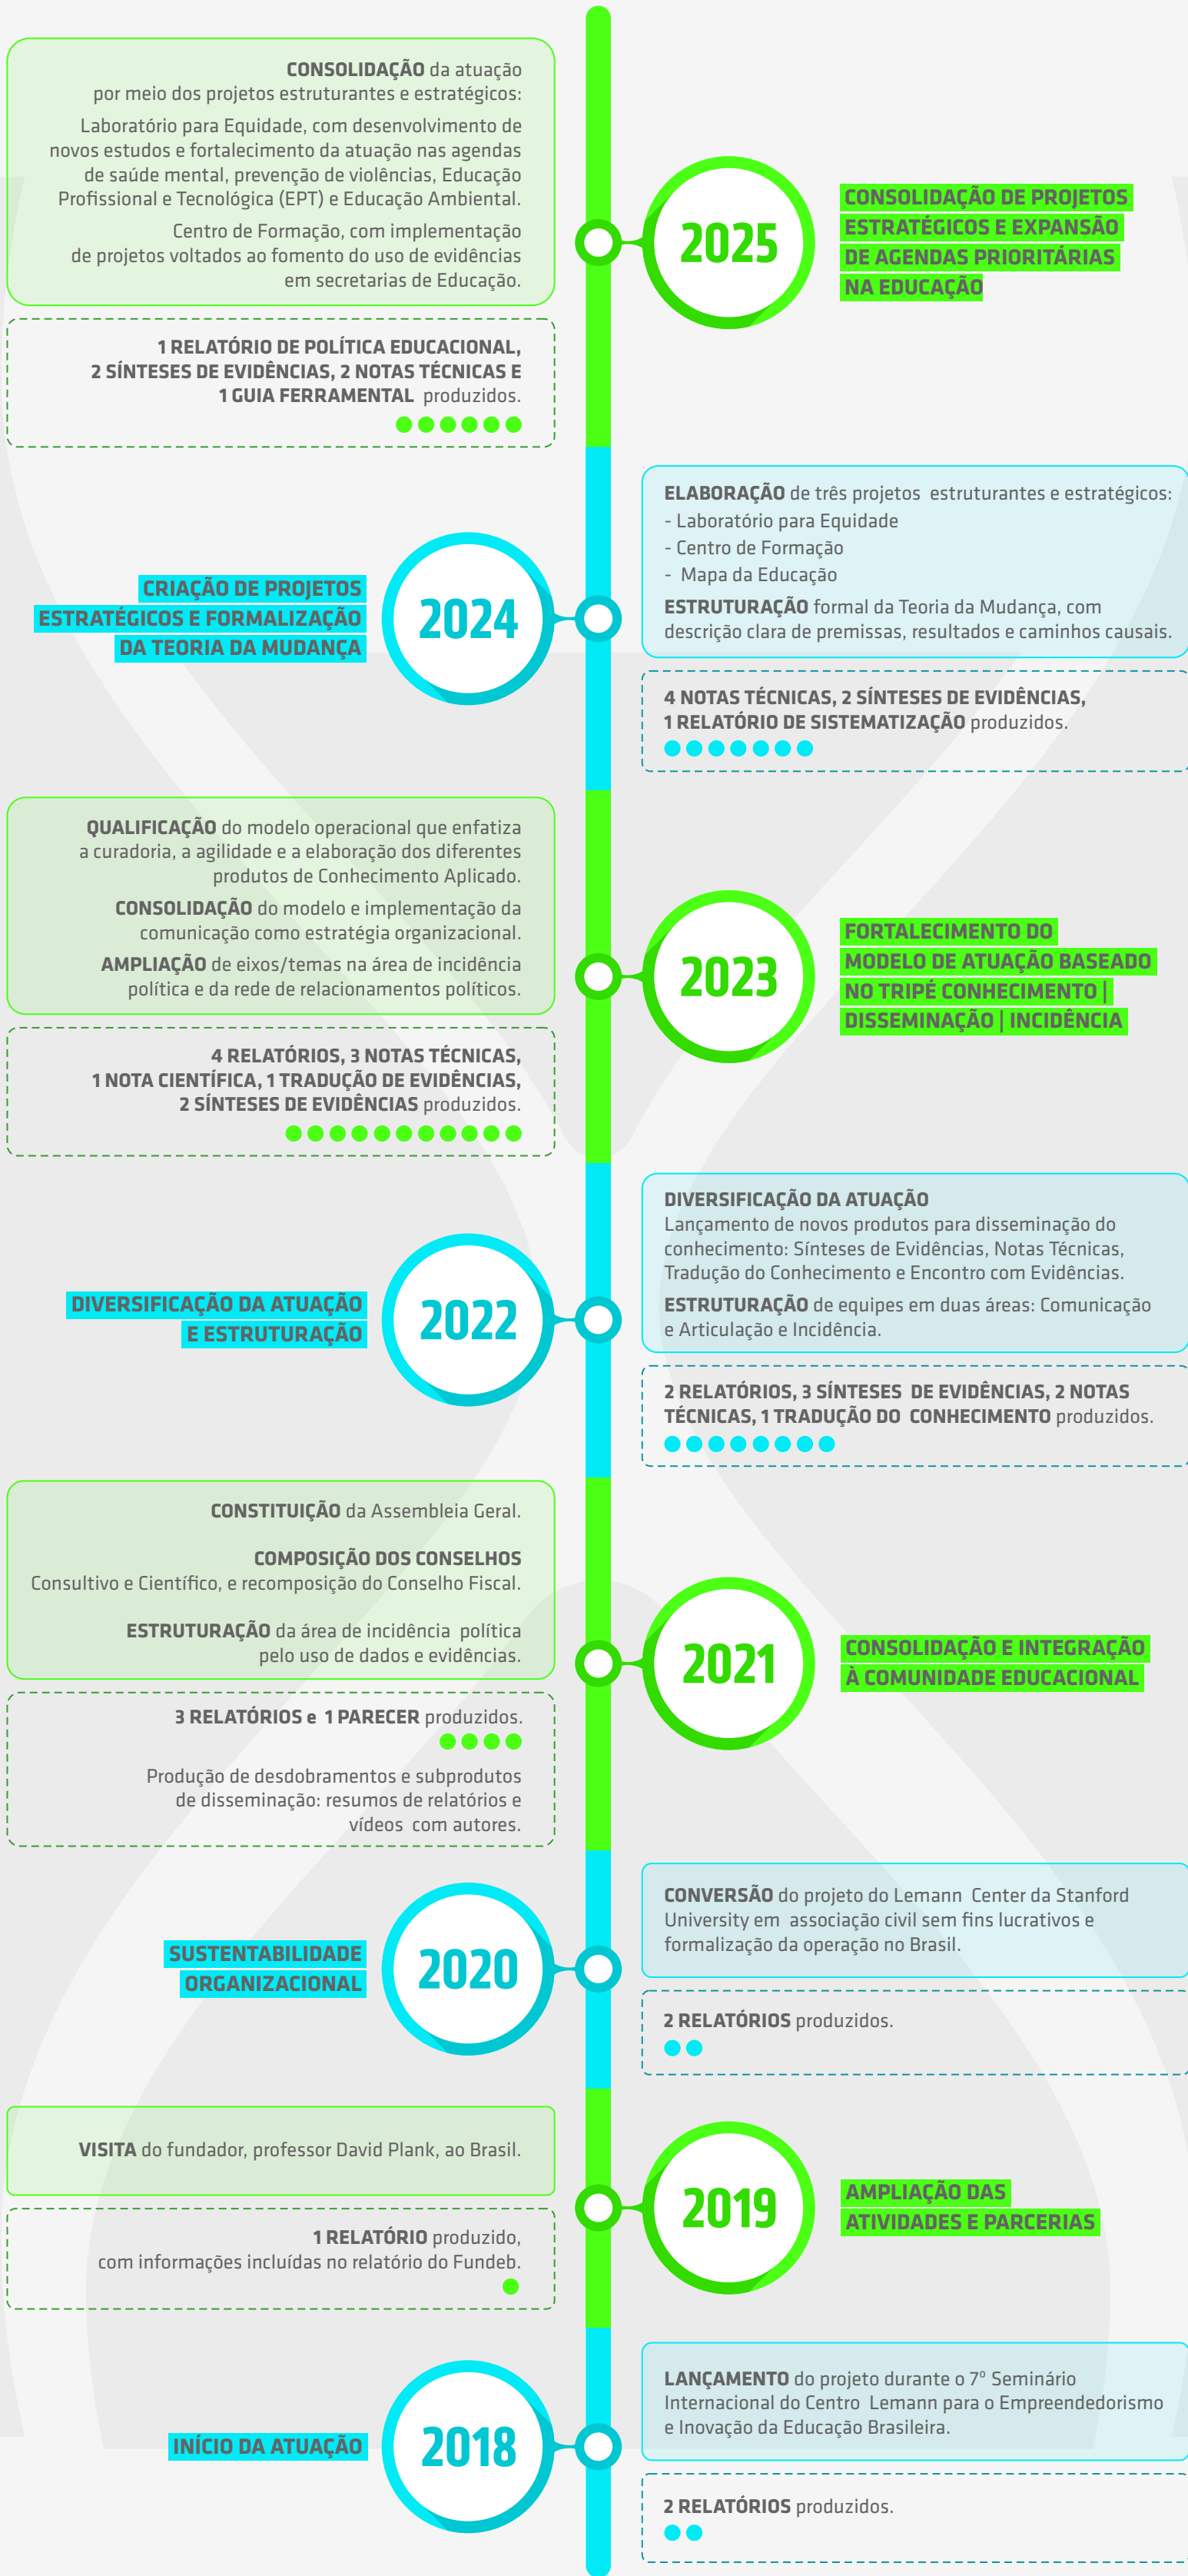 CONSOLIDAÇÃO da atuação
por meio dos projetos estruturantes e estratégicos:
Laboratório para Equidade, com desenvolvimento de
novos estudos e fortalecimento da atuação nas agendas
de saúde mental, prevenção de violências, Educação
Profissional e Tecnológica (EPT) e Educação Ambiental.
Centro de Formação, com implementação
de projetos voltados ao fomento do uso de evidências
em secretarias de Educação.
2025
CONSOLIDAÇÃO DE PROJETOS
ESTRATÉGICOS E EXPANSÃO
DE AGENDAS PRIORITÁRIAS
NA EDUCAÇÃO
1 RELATÓRIO DE POLÍTICA EDUCACIONAL,
2 SÍNTESES DE EVIDÊNCIAS, 2 NOTAS TÉCNICAS E
1 GUIA FERRAMENTAL produzidos.
CRIAÇÃO DE PROJETOS
ESTRATÉGICOS E FORMALIZAÇÃO
DA TEORIA DA MUDANÇA
2024
ELABORAÇÃO de três projetos estruturantes e estratégicos:
- Laboratório para Equidade
- Centro de Formação
- Mapa da Educação
ESTRUTURAÇÃO formal da Teoria da Mudança, com
descrição clara de premissas, resultados e caminhos causais.
4 NOTAS TÉCNICAS, 2 SÍNTESES DE EVIDÊNCIAS,
1 RELATÓRIO DE SISTEMATIZAÇÃO produzidos.
QUALIFICAÇÃO do modelo operacional que enfatiza
a curadoria, a agilidade e a elaboração dos diferentes
produtos de Conhecimento Aplicado.
CONSOLIDAÇÃO do modelo e implementação da
comunicação como estratégia organizacional.
AMPLIAÇÃO de eixos/temas na área de incidência
política e da rede de relacionamentos políticos.
2023
FORTALECIMENTO DO
MODELO DE ATUAÇÃO BASEADO
NO TRIPÉ CONHECIMENTO |
DISSEMINAÇÃO | INCIDÊNCIA
4 RELATÓRIOS, 3 NOTAS TÉCNICAS,
1 NOTA CIENTÍFICA, 1 TRADUÇÃO DE EVIDÊNCIAS,
2 SÍNTESES DE EVIDÊNCIAS produzidos.
DIVERSIFICAÇÃO DA ATUAÇÃO
E ESTRUTURAÇÃO
2022
DIVERSIFICAÇÃO DA ATUAÇÃO
Lançamento de novos produtos para disseminação do
conhecimento: Sínteses de Evidências, Notas Técnicas,
Tradução do Conhecimento e Encontro com Evidências.
ESTRUTURAÇÃO de equipes em duas áreas: Comunicação
e Articulação e Incidência.
2 RELATÓRIOS, 3 SÍNTESES DE EVIDÊNCIAS, 2 NOTAS
TÉCNICAS, 1 TRADUÇÃO DO CONHECIMENTO produzidos.
CONSTITUIÇÃO da Assembleia Geral.
COMPOSIÇÃO DOS CONSELHOS
Consultivo e Científico, e recomposição do Conselho Fiscal.
ESTRUTURAÇÃO da área de incidência política
pelo uso de dados e evidências.
2021
CONSOLIDAÇÃO E INTEGRAÇÃO
À COMUNIDADE EDUCACIONAL
3 RELATÓRIOS e 1 PARECER produzidos.
Produção de desdobramentos e subprodutos
de disseminação: resumos de relatórios e
vídeos com autores.
SUSTENTABILIDADE
ORGANIZACIONAL
2020
CONVERSÃO do projeto do Lemann Center da Stanford
University em associação civil sem fins lucrativos e
formalização da operação no Brasil.
2 RELATÓRIOS produzidos.
VISITA do fundador, professor David Plank, ao Brasil.
2019
AMPLIAÇÃO DAS
ATIVIDADES E PARCERIAS
1 RELATÓRIO produzido,
com informações incluídas no relatório do Fundeb.
INÍCIO DA ATUAÇÃO
2018
LANÇAMENTO do projeto durante o 7º Seminário
Internacional do Centro Lemann para o Empreendedorismo
e Inovação da Educação Brasileira.
2 RELATÓRIOS produzidos.